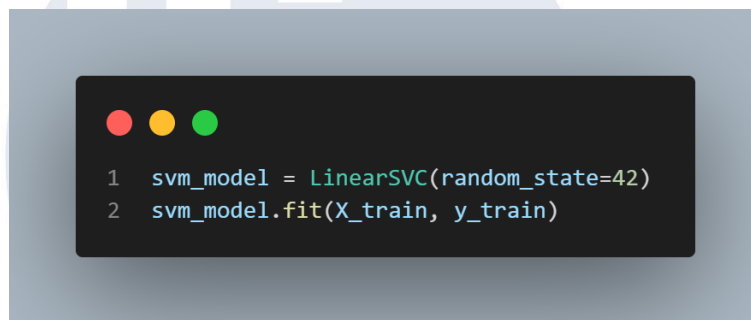 1 svm_model = LinearSVC(random_state=42)
2 svm_model.fit(X_train, y_train)